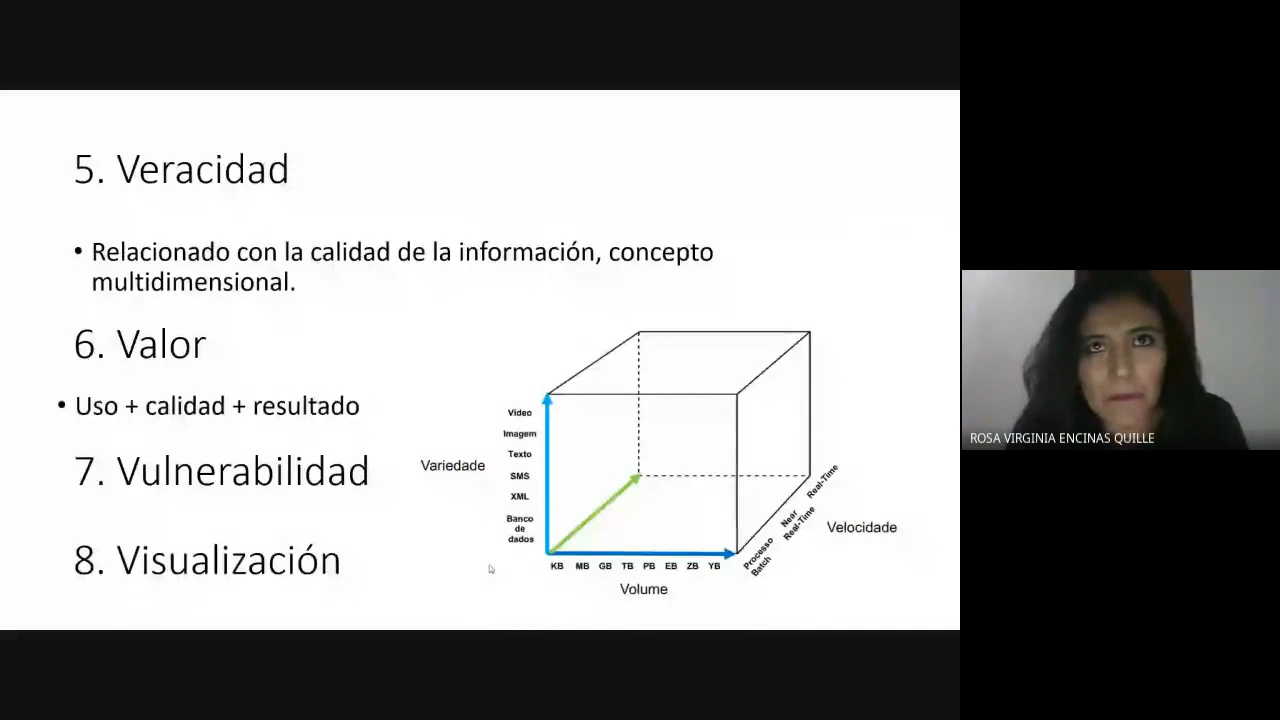 5. Veracidad
• Relacionado con la calidad de la información, concepto
multidimensional.
6. Valor
• Uso + calidad + resultado
7. Vulnerabilidad
8. Visualización
Variedade
Vídeo
Imagem
Texto
SMS
XML
Banco
de
dados
KB MB GB TB PB EB ZB YB
Volume
Processo
Batch
Near
Real-Time
Real-Time
Velocidade
ROSA VIRGINIA ENCINAS QUILLE